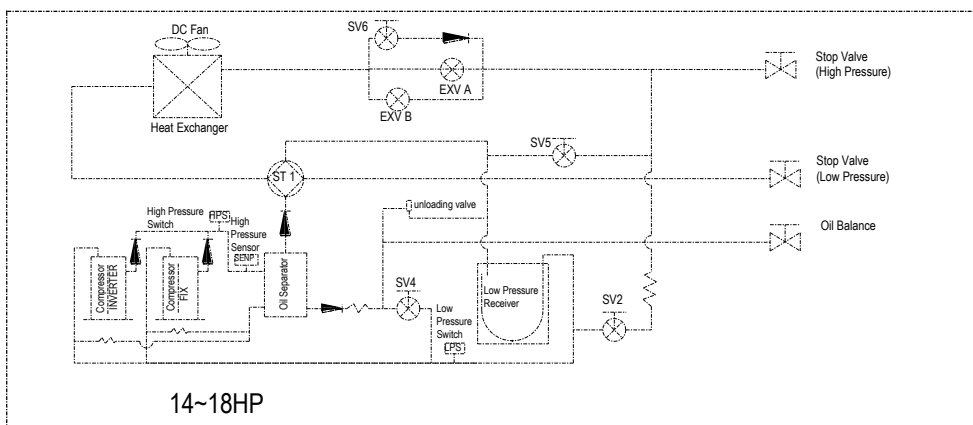 DC Fan
Heat Exchanger
SV6
EXV A
EXV B
Stop Valve
(High Pressure)
SV5
ST 1
Stop Valve
(Low Pressure)
unloading valve
Oil Balance
High Pressure
Switch
HPS
High
Pressure
Sensor
SENP
Compressor
INVERTER
Compressor
FIX
Oil Separator
SV4
Low
Pressure
Switch
LPS
Low Pressure
Receiver
SV2
14~18HP